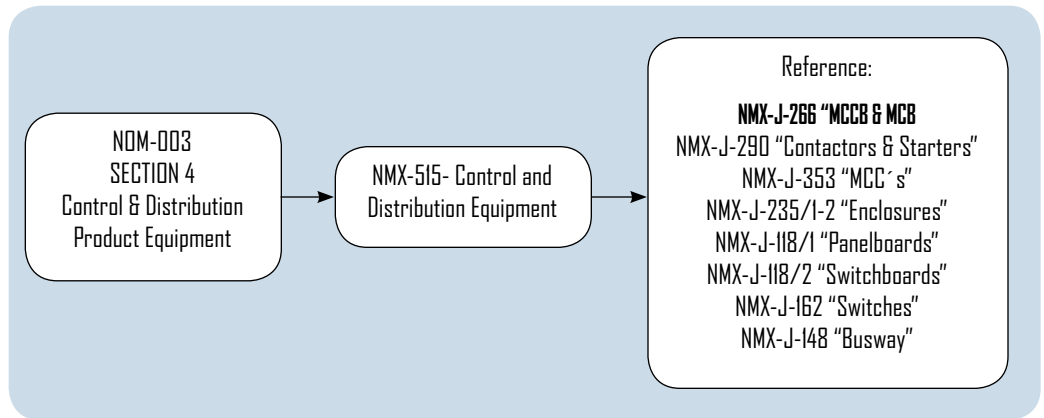 NOM-003
SECTION 4
Control & Distribution
Product Equipment
NMX-515- Control and
Distribution Equipment
Reference:
NMX-J-266 “MCCB & MCB
NMX-J-290 “Contactors & Starters”
NMX-J-353 “MCC´s”
NMX-J-235/1-2 “Enclosures”
NMX-J-118/1 “Panelboards”
NMX-J-118/2 “Switchboards”
NMX-J-162 “Switches”
NMX-J-148 “Busway”